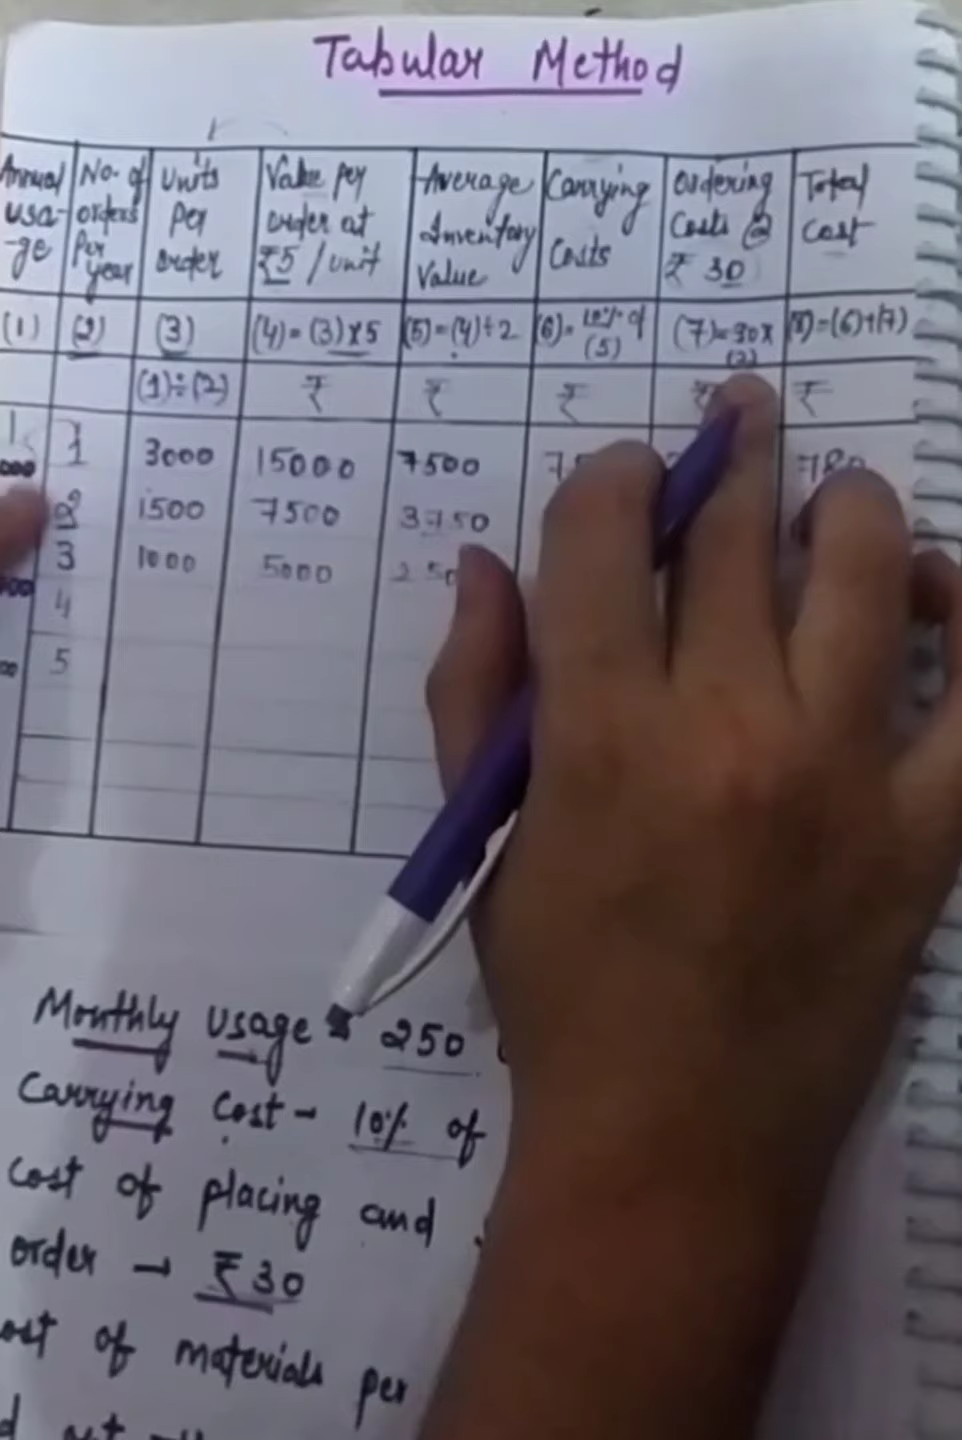 Tabular Method
Annual usa-ge
No. of orders Per year
Units Per order
Value per order at ₹5 / unit
Average Inventory Value
Carrying Costs
Ordering Costs @ ₹ 30
Total Cost
(1) (2) (3) (4) = (3) x 5 (5) = (4) ÷ 2 (6) = 10% of (5) (7) = 30 x (2) (8) = (6) + (7)
(1) ÷ (2) ₹ ₹ ₹ ₹
1 3000 15000 7500 780
2 1500 7500 3750
3 1000 5000
4
5
Monthly usage 250
Carrying Cost - 10% of
Cost of placing and
order → ₹30
of materials per